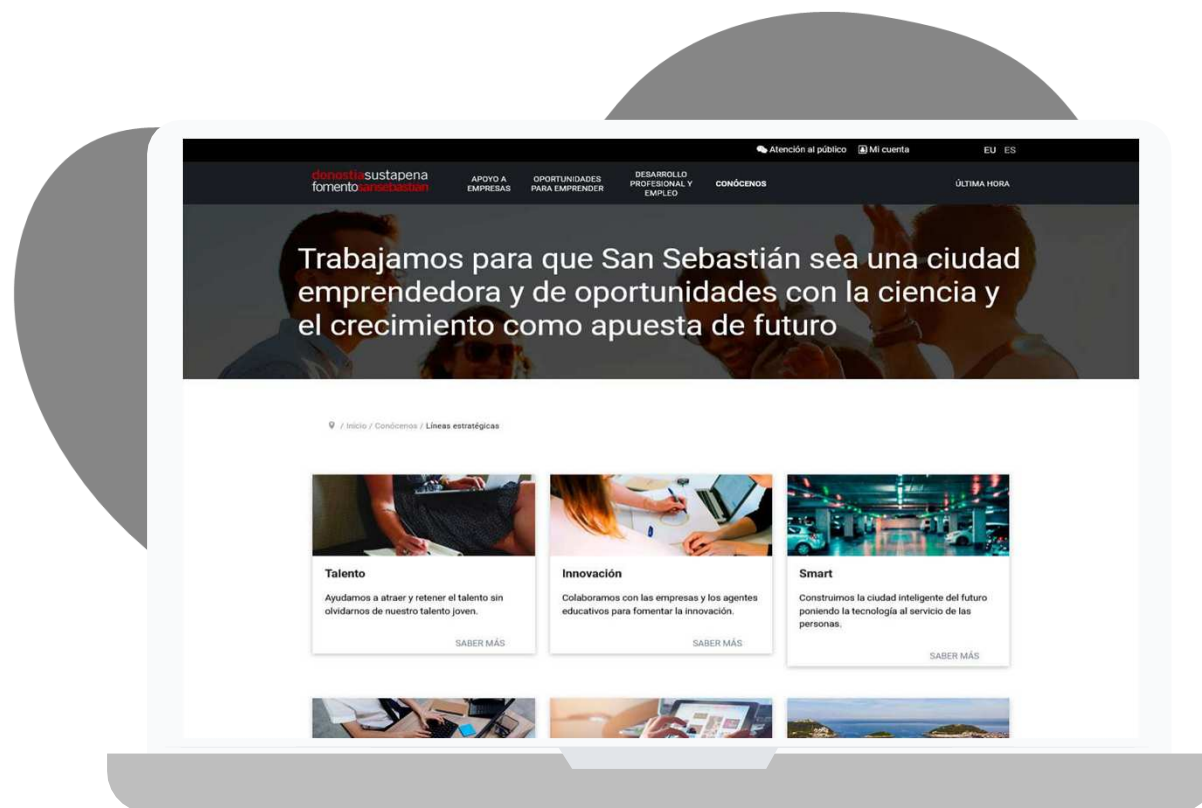 Atención al público Mi cuenta EU ES
donostiasustapena
fomentosansebastian
APOYO A
EMPRESAS
OPORTUNIDADES
PARA EMPRENDER
DESARROLLO
PROFESIONAL Y
EMPLEO
CONÓCENOS
ÚLTIMA HORA
Trabajamos para que San Sebastián sea una ciudad
emprendedora y de oportunidades con la ciencia y
el crecimiento como apuesta de futuro
/ Inicio / Conócenos / Líneas estratégicas
Talento
Ayudamos a atraer y retener el talento sin
olvidarnos de nuestro talento joven.
SABER MÁS
Innovación
Colaboramos con las empresas y los agentes
educativos para fomentar la innovación.
SABER MÁS
Smart
Construimos la ciudad inteligente del futuro
poniendo la tecnología al servicio de las
personas.
SABER MÁS